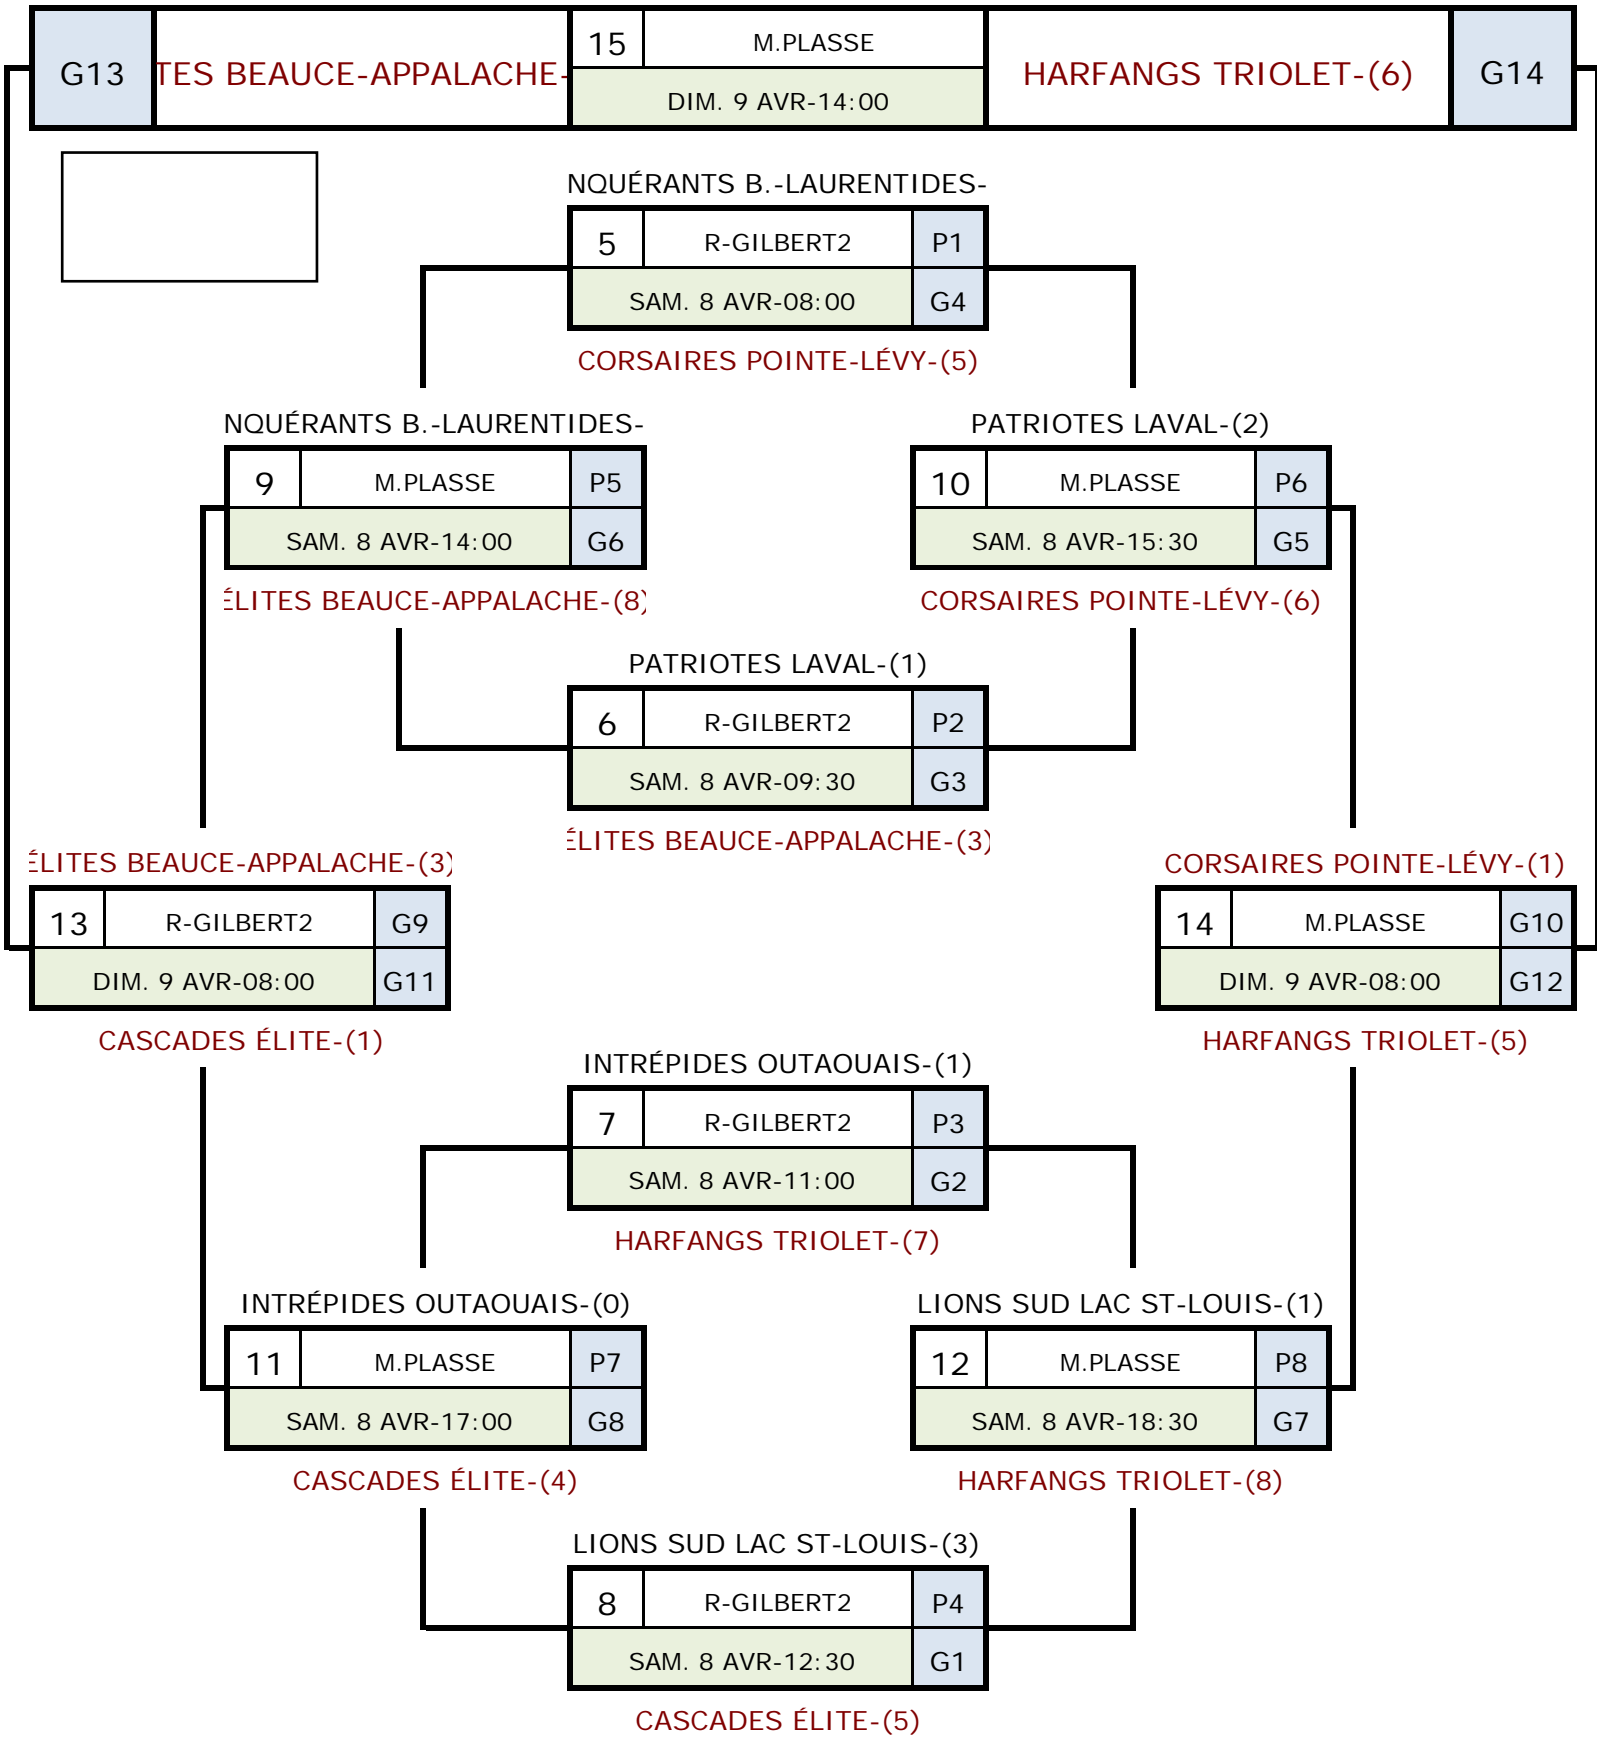 G13 TES BEAUCE-APPALACHE- 15 M.PLASSE HARFANGS TRIOLET-(6) G14
DIM. 9 AVR-14:00
NQUÉRANTS B.-LAURENTIDES-
5 R-GILBERT2 P1
SAM. 8 AVR-08:00 G4
CORSAIRES POINTE-LÉVY-(5)
NQUÉRANTS B.-LAURENTIDES- PATRIOTES LAVAL-(2)
9 M.PLASSE P5 10 M.PLASSE P6
SAM. 8 AVR-14:00 G6 SAM. 8 AVR-15:30 G5
ÉLITES BEAUCE-APPALACHE-(8) CORSAIRES POINTE-LÉVY-(6)
PATRIOTES LAVAL-(1)
6 R-GILBERT2 P2
SAM. 8 AVR-09:30 G3
ÉLITES BEAUCE-APPALACHE-(3)
ÉLITES BEAUCE-APPALACHE-(3) CORSAIRES POINTE-LÉVY-(1)
13 R-GILBERT2 G9 14 M.PLASSE G10
DIM. 9 AVR-08:00 G11 DIM. 9 AVR-08:00 G12
CASCADES ÉLITE-(1) HARFANGS TRIOLET-(5)
INTRÉPIDES OUTAOUAIS-(1)
7 R-GILBERT2 P3
SAM. 8 AVR-11:00 G2
HARFANGS TRIOLET-(7)
INTRÉPIDES OUTAOUAIS-(0) LIONS SUD LAC ST-LOUIS-(1)
11 M.PLASSE P7 12 M.PLASSE P8
SAM. 8 AVR-17:00 G8 SAM. 8 AVR-18:30 G7
CASCADES ÉLITE-(4) HARFANGS TRIOLET-(8)
LIONS SUD LAC ST-LOUIS-(3)
8 R-GILBERT2 P4
SAM. 8 AVR-12:30 G1
CASCADES ÉLITE-(5)